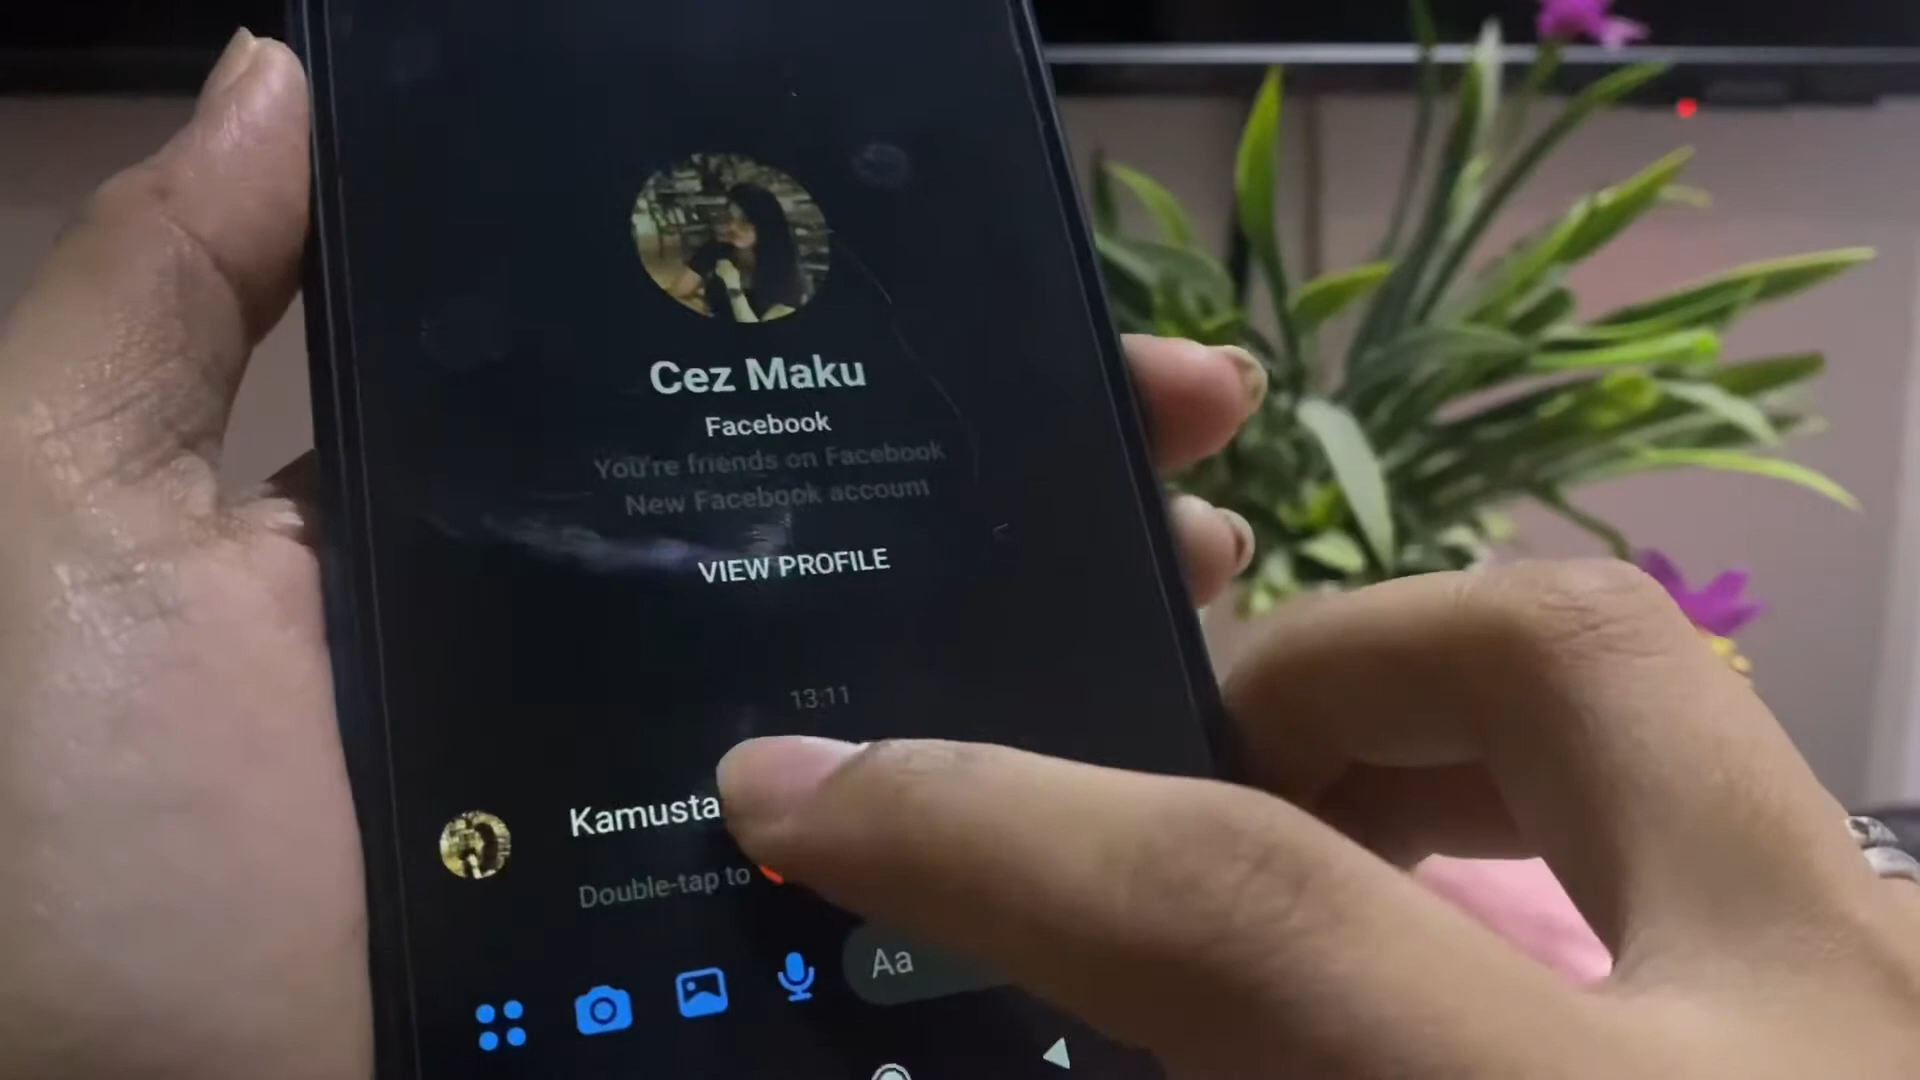 Cez Maku
Facebook
You're friends on Facebook
New Facebook account
VIEW PROFILE
13:11
Kamusta
Double-tap to
Aa